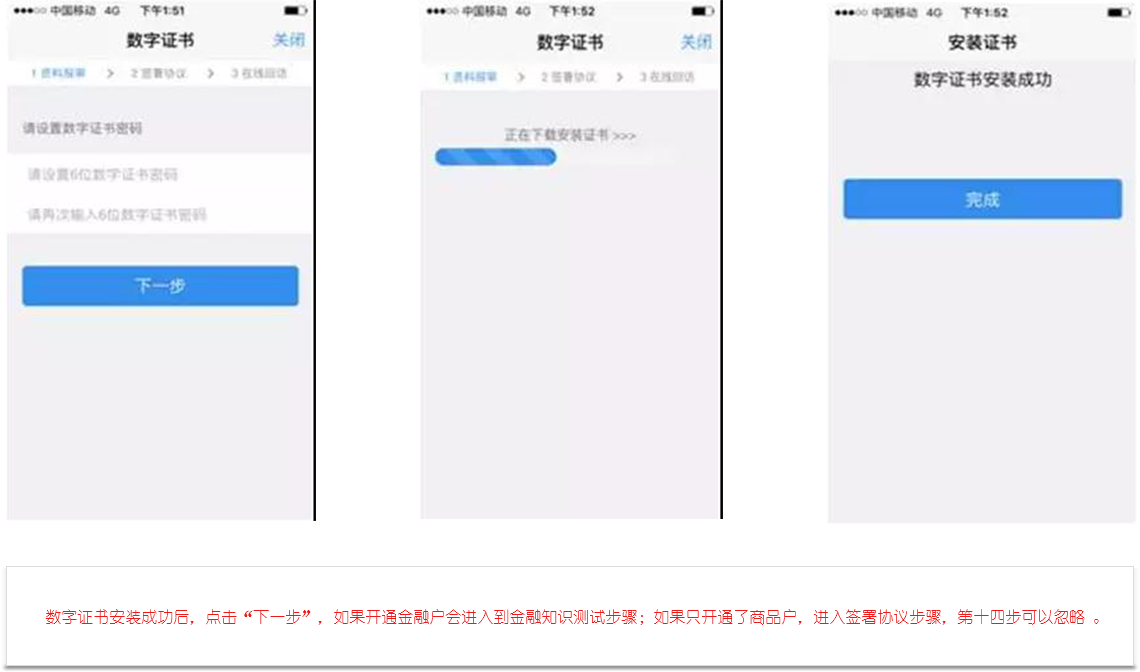 中国移动 4G 下午1:51
数字证书 关闭
1 资料报审 > 2 签署协议 > 3 在线回访
请设置数字证书密码
请设置6位数字证书密码
请再次输入6位数字证书密码
下一步
中国移动 4G 下午1:52
数字证书 关闭
1 资料报审 > 2 签署协议 > 3 在线回访
正在下载安装证书 >>>
中国移动 4G 下午1:52
安装证书
数字证书安装成功
完成
数字证书安装成功后，点击“下一步”，如果开通金融户会进入到金融知识测试步骤；如果只开通了商品户，进入签署协议步骤，第十四步可以忽略 。